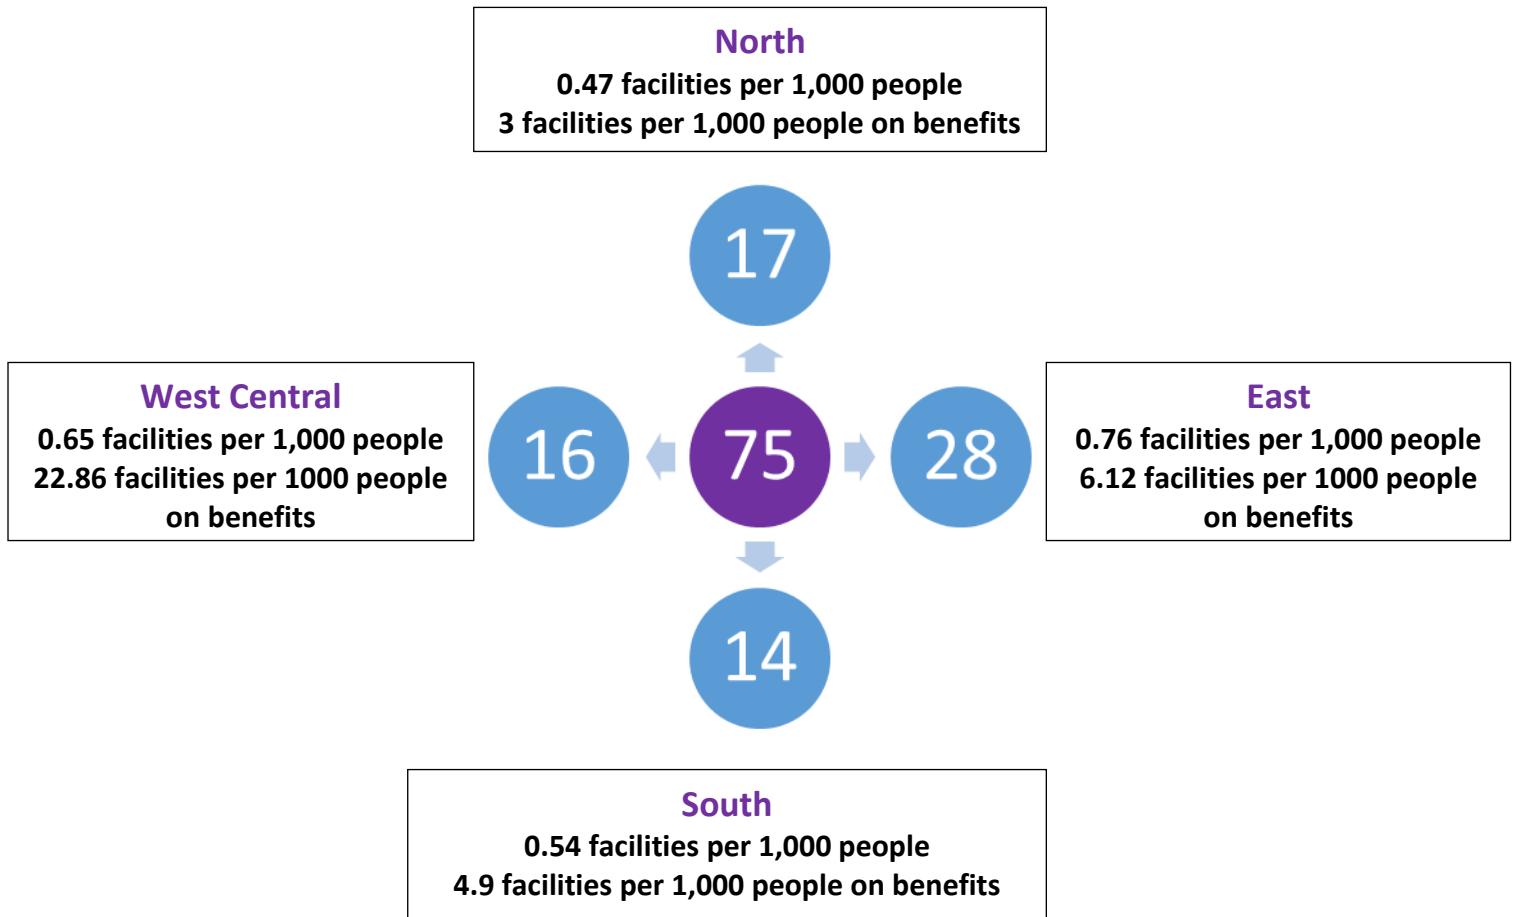 North
0.47 facilities per 1,000 people
3 facilities per 1,000 people on benefits
17
West Central
0.65 facilities per 1,000 people
22.86 facilities per 1000 people
on benefits
16
75
28
East
0.76 facilities per 1,000 people
6.12 facilities per 1000 people
on benefits
14
South
0.54 facilities per 1,000 people
4.9 facilities per 1,000 people on benefits